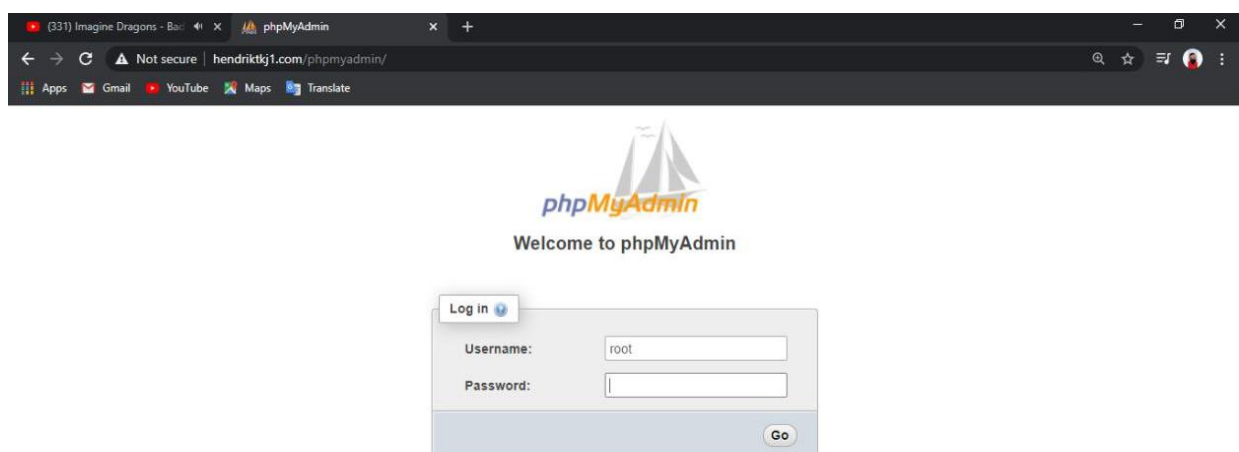 (331) Imagine Dragons - Bad
phpMyAdmin
Not secure | hendriktkj1.com/phpmyadmin/
Apps Gmail YouTube Maps Translate
phpMyAdmin
Welcome to phpMyAdmin
Log in
Username: root
Password:
Go